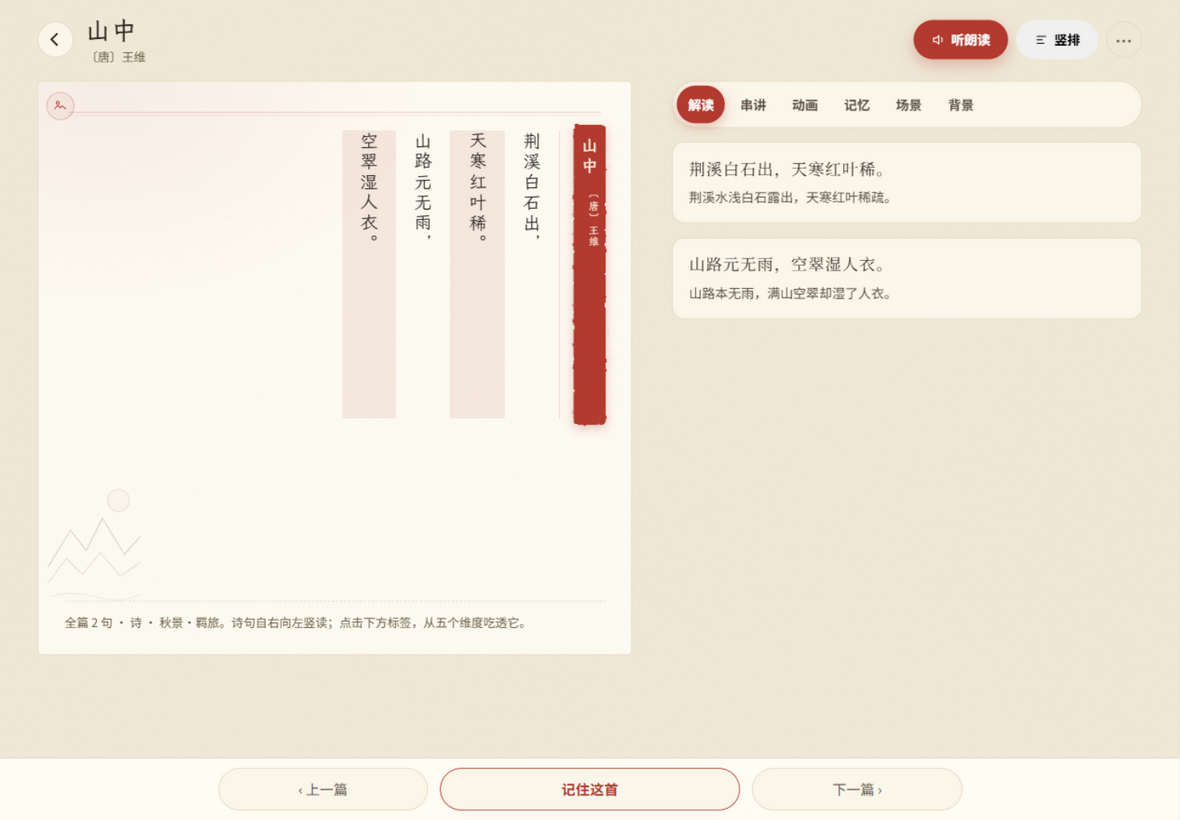 山中
〔唐〕王维
听朗读
竖排
山中
〔唐〕王维
荆溪白石出，
天寒红叶稀。
山路元无雨，
空翠湿人衣。
全篇 2 句 · 诗 · 秋景·羁旅。诗句自右向左竖读；点击下方标签，从五个维度吃透它。
解读 串讲 动画 记忆 场景 背景
荆溪白石出，天寒红叶稀。
荆溪水浅白石露出，天寒红叶稀疏。
山路元无雨，空翠湿人衣。
山路本无雨，满山空翠却湿了人衣。
‹ 上一篇
记住这首
下一篇 ›